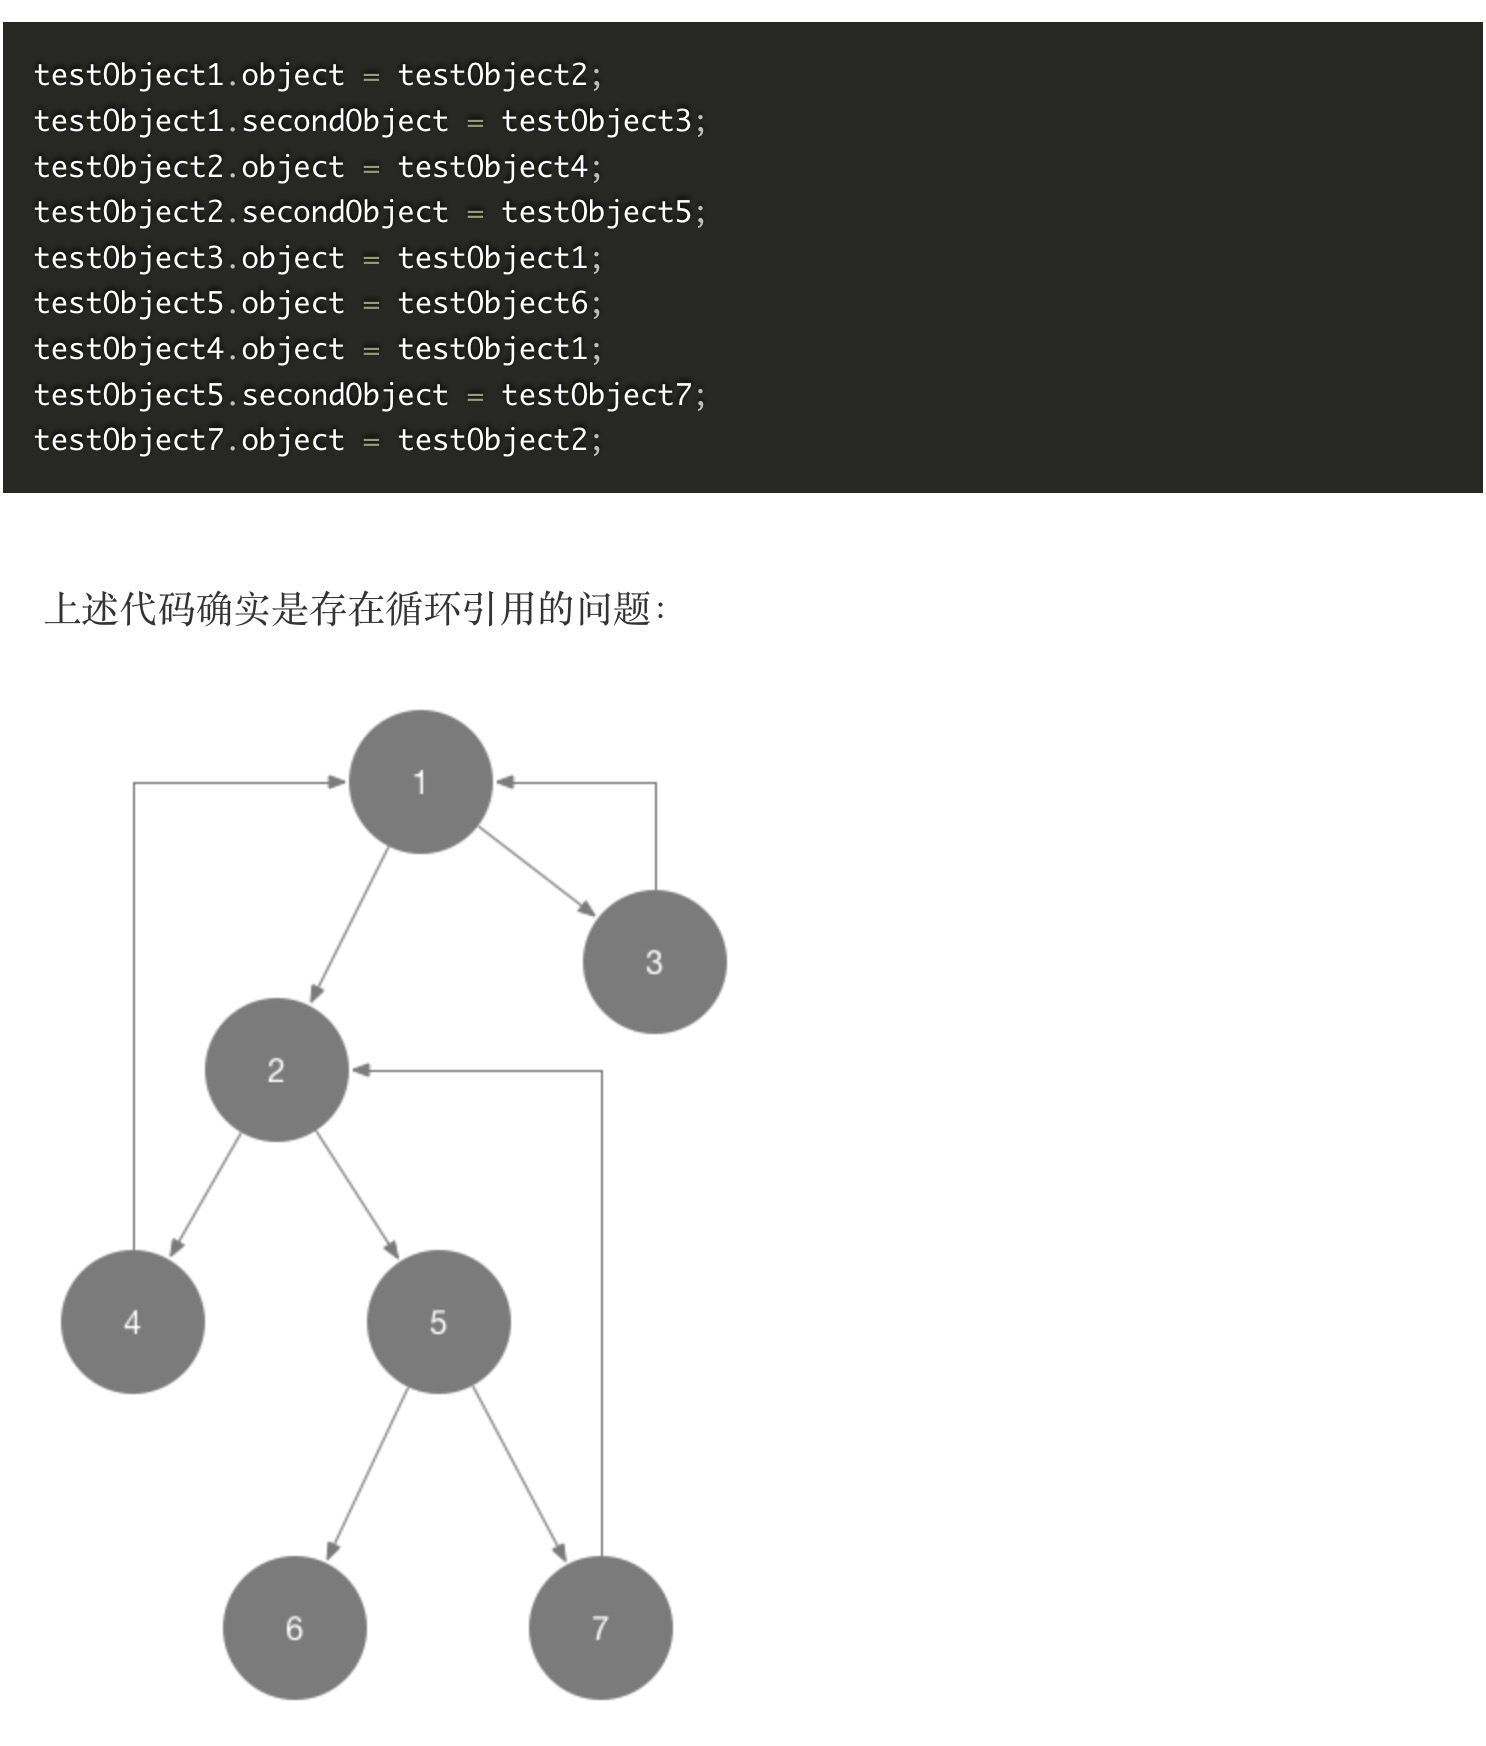 testObject1.object = testObject2;
testObject1.secondObject = testObject3;
testObject2.object = testObject4;
testObject2.secondObject = testObject5;
testObject3.object = testObject1;
testObject5.object = testObject6;
testObject4.object = testObject1;
testObject5.secondObject = testObject7;
testObject7.object = testObject2;
上述代码确实是存在循环引用的问题：
1
3
2
4
5
6
7